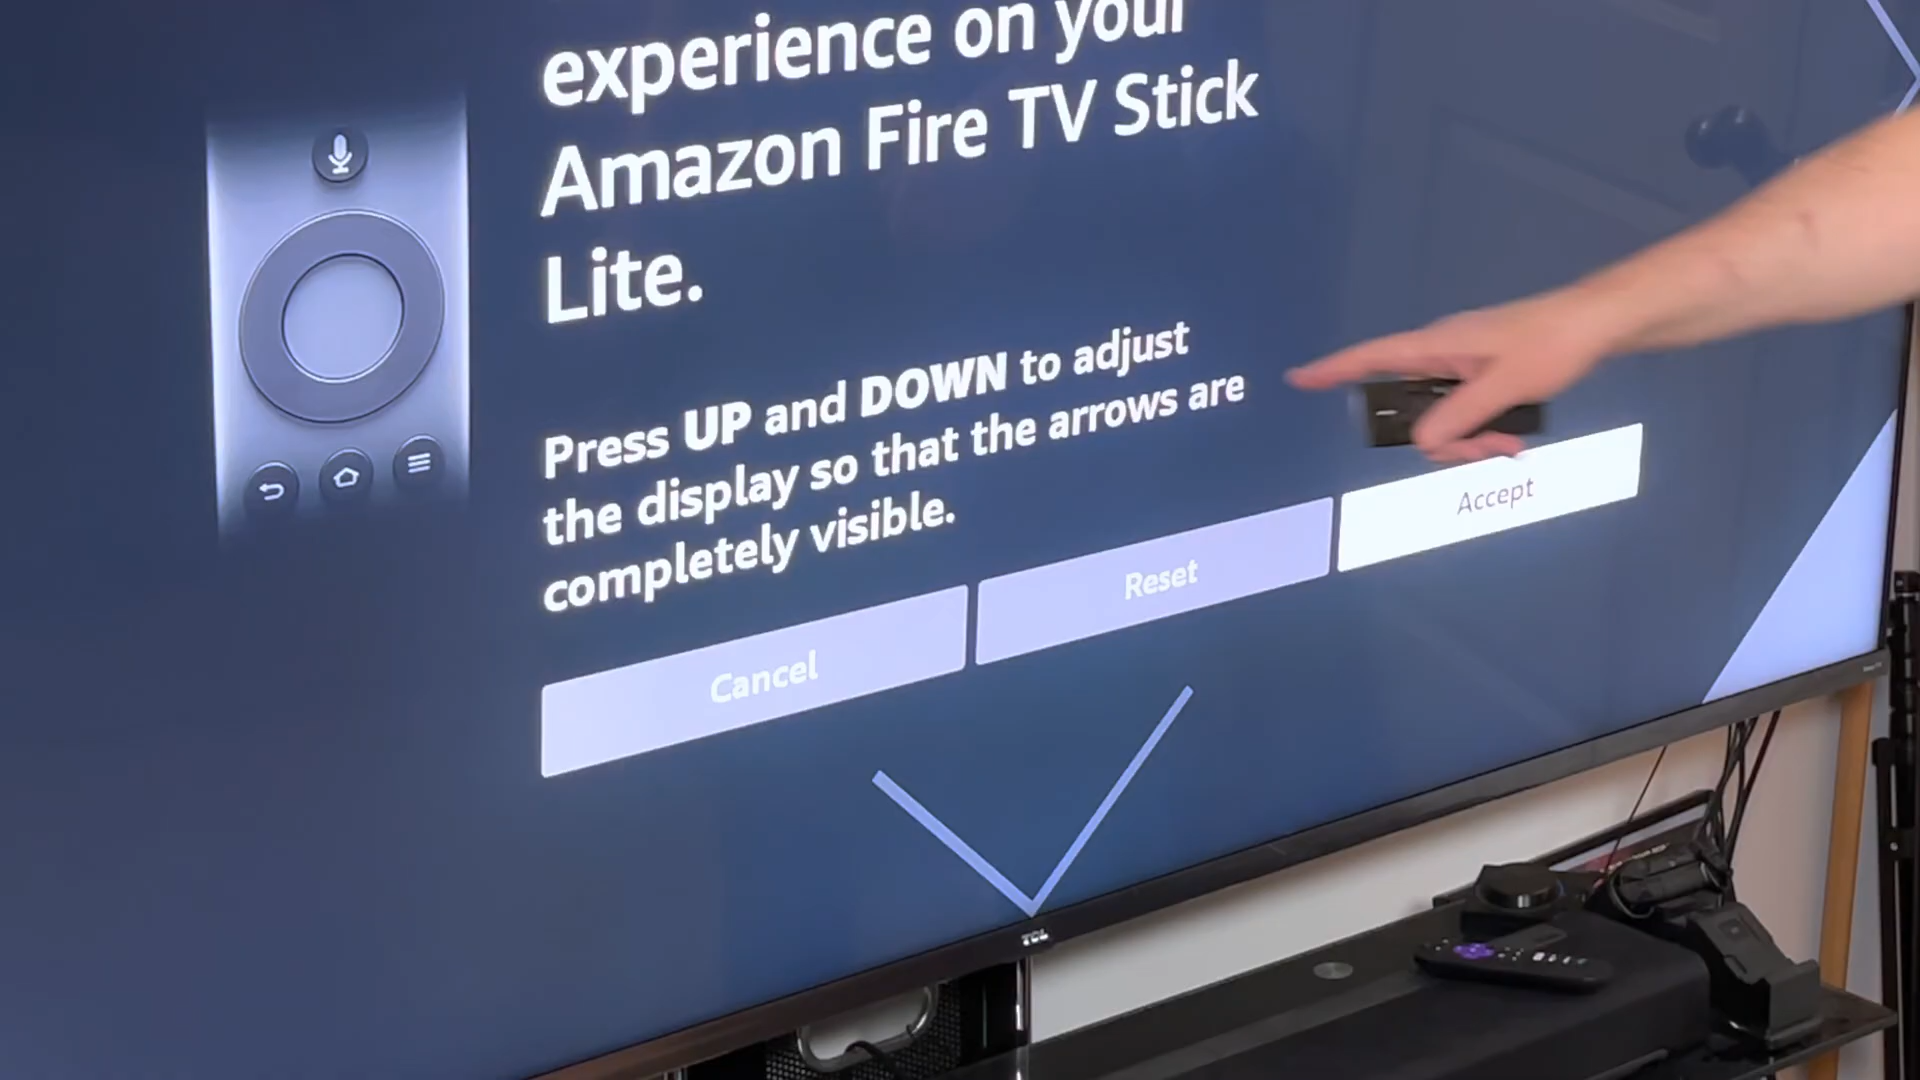 experience on your
Amazon Fire TV Stick
Lite.
Press UP and DOWN to adjust
the display so that the arrows are
completely visible.
Cancel
Reset
Accept
TCL